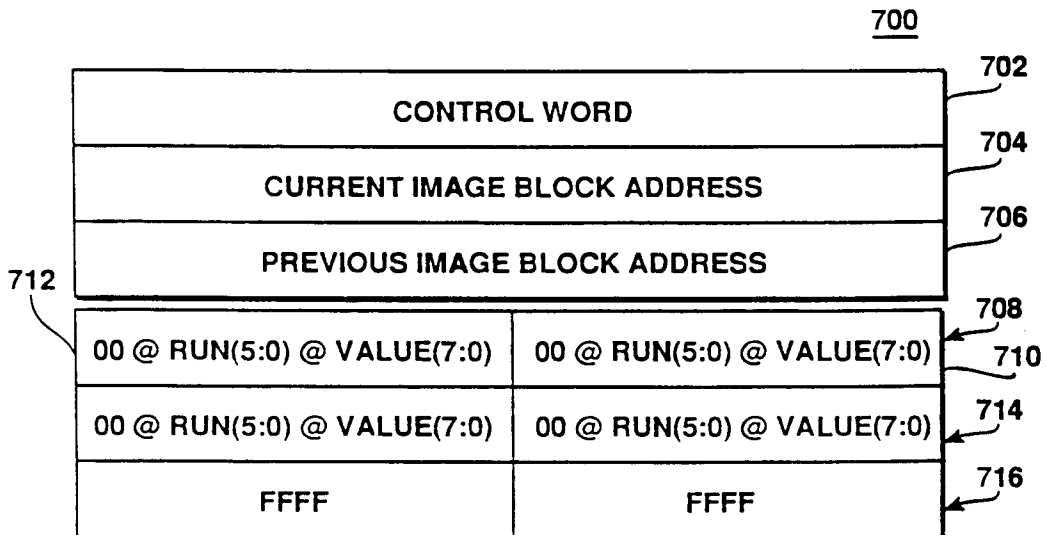 700
702
CONTROL WORD
704
CURRENT IMAGE BLOCK ADDRESS
706
PREVIOUS IMAGE BLOCK ADDRESS
712
708
00 @ RUN(5:0) @ VALUE(7:0) 00 @ RUN(5:0) @ VALUE(7:0)
710
00 @ RUN(5:0) @ VALUE(7:0) 00 @ RUN(5:0) @ VALUE(7:0)
714
FFFF FFFF
716